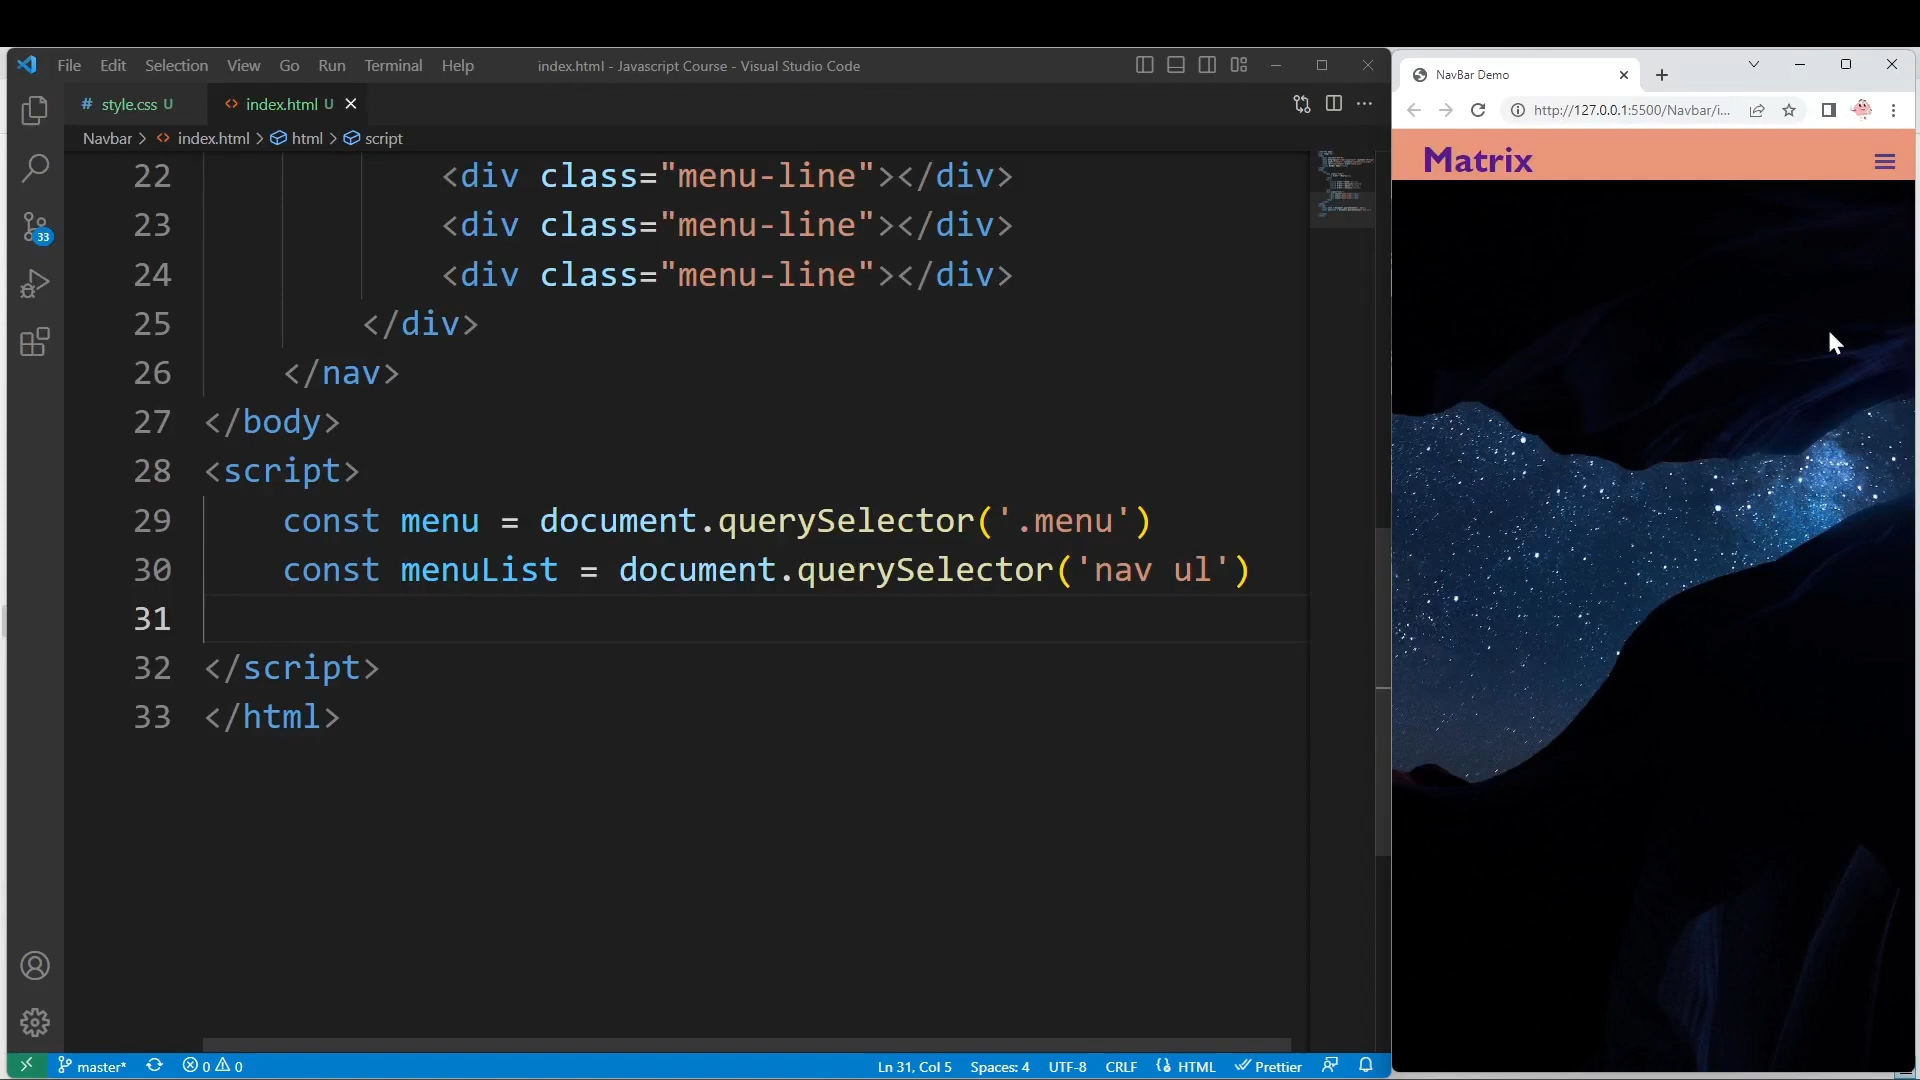 File Edit Selection View Go Run Terminal Help
index.html - Javascript Course - Visual Studio Code
# style.css U
<> index.html U
Navbar > <> index.html > html > script
22 <div class="menu-line"></div>
23 <div class="menu-line"></div>
24 <div class="menu-line"></div>
25 </div>
26 </nav>
27 </body>
28 <script>
29 const menu = document.querySelector('.menu')
30 const menuList = document.querySelector('nav ul')
31
32 </script>
33 </html>
33
master* 0 0
Ln 31, Col 5 Spaces: 4 UTF-8 CRLF HTML Prettier
NavBar Demo
http://127.0.0.1:5500/Navbar/i...
Matrix